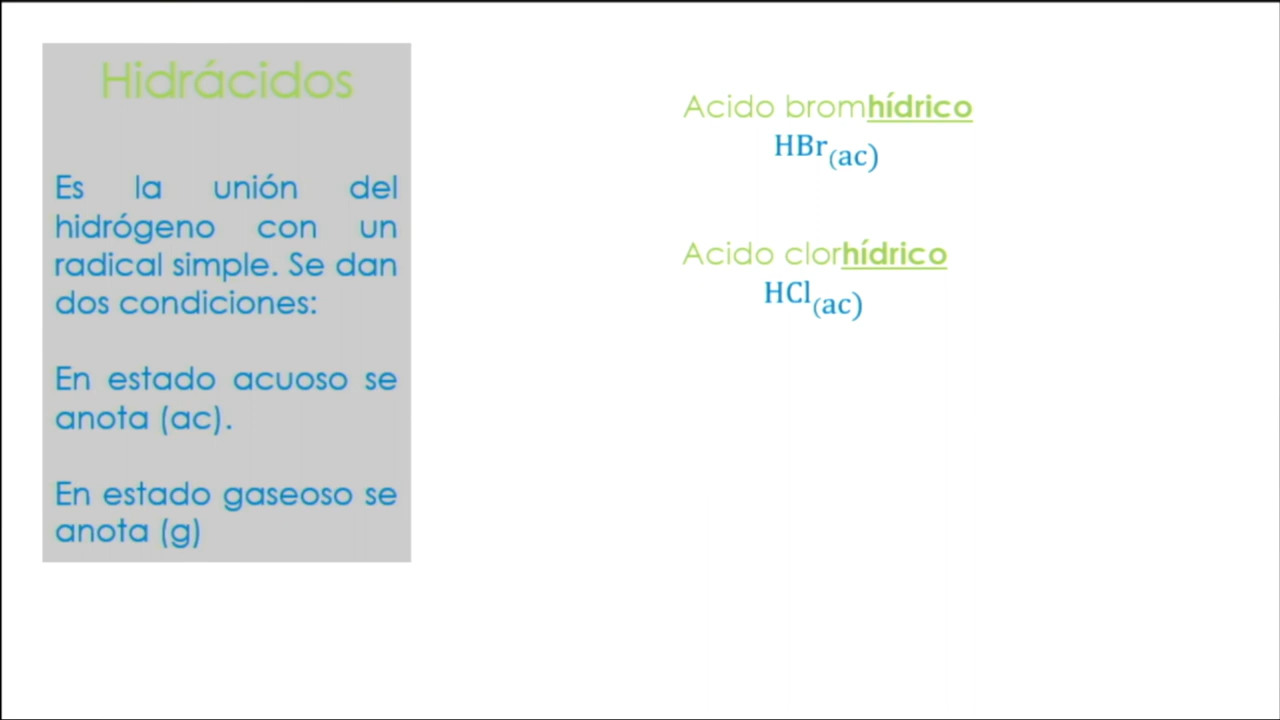 Hidrácidos
Es la unión del
hidrógeno con un
radical simple. Se dan
dos condiciones:
En estado acuoso se
anota (ac).
En estado gaseoso se
anota (g)
Acido bromhídrico
HBr(ac)
Acido clorhídrico
HCl(ac)